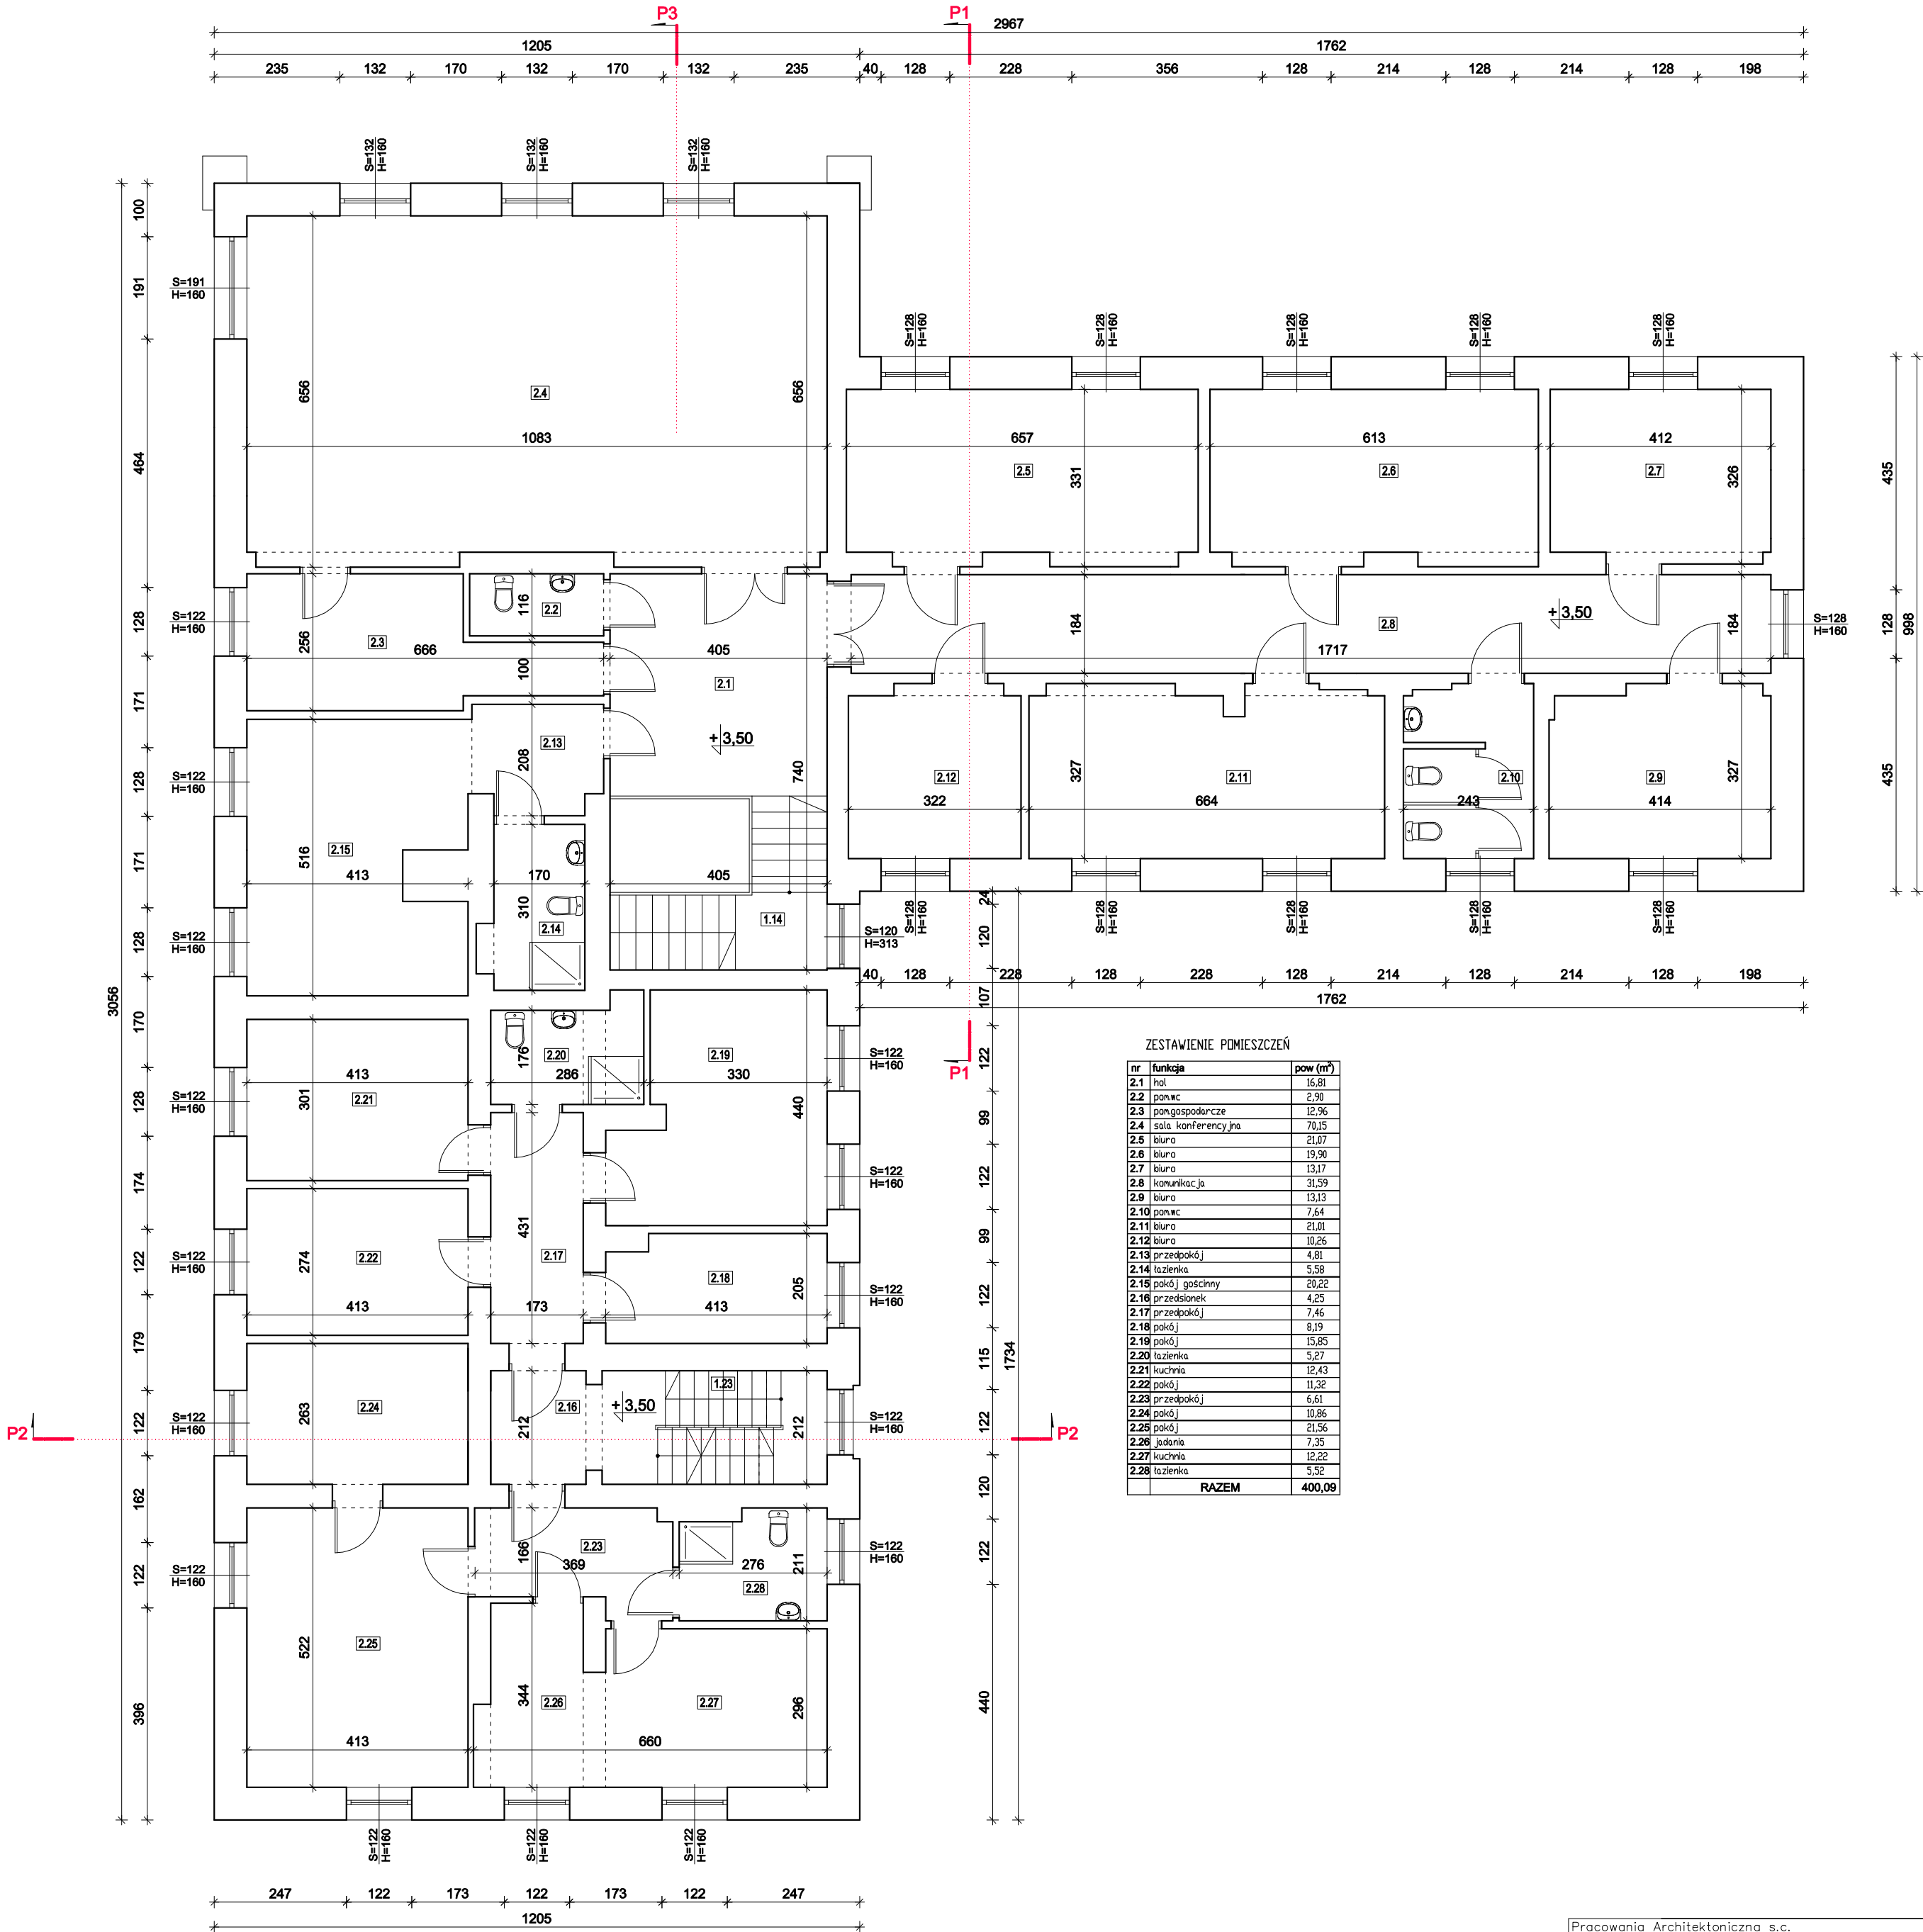 P3
P1
2967
1205
1762
235 132 170 132 170 132 235 40 128 228 356 128 214 128 214 128 198
S=132
H=160
S=132
H=160
S=132
H=160
S=191
H=160
S=128
H=160
S=128
H=160
S=128
H=160
S=128
H=160
S=128
H=160
100
191
464
128
171
128
171
128
170
128
174
122
179
122
162
122
396
3056
656
2.4
656
1083
657
2.5
331
613
2.6
412
2.7
326
435
128
998
435
S=122
H=160
256
2.3
666
116
2.2
100
405
2.1
+3,50
740
184
2.8
+3,50
184
1717
S=128
H=160
S=122
H=160
208
2.13
516
2.15
413
170
310
2.14
405
1.14
2.12
322
327
2.11
664
2.10
243
2.9
414
327
S=122
H=160
S=120
H=313
S=128
H=160
S=128
H=160
S=128
H=160
S=128
H=160
S=128
H=160
24
120
107
122
99
122
99
122
115
122
120
122
440
1734
40 128 228 128 228 128 214 128 214 128 198
1762
P1
413
301
2.21
176
2.20
286
2.19
330
440
S=122
H=160
S=122
H=160
S=122
H=160
274
2.22
413
431
2.17
173
2.18
413
205
S=122
H=160
S=122
H=160
263
2.24
212
2.16
+3,50
1.23
212
S=122
H=160
S=122
H=160
P2
P2
166
2.23
369
276
211
2.28
S=122
H=160
S=122
H=160
522
2.25
413
344
2.26
2.27
296
660
S=122
H=160
S=122
H=160
S=122
H=160
247 122 173 122 173 122 247
1205
ZESTAWIENIE POMIESZCZEŃ
nr funkcja pow (m²)
2.1 hol 16,81
2.2 pom.wc 2,90
2.3 pom.gospodarcze 12,96
2.4 sala konferencyjna 70,15
2.5 biuro 21,07
2.6 biuro 19,90
2.7 biuro 13,17
2.8 komunikacja 31,59
2.9 biuro 13,13
2.10 pom.wc 7,64
2.11 biuro 21,01
2.12 biuro 10,26
2.13 przedpokój 4,81
2.14 łazienka 5,58
2.15 pokój gościnny 20,22
2.16 przedsionek 4,25
2.17 przedpokój 7,46
2.18 pokój 8,19
2.19 pokój 15,85
2.20 łazienka 5,27
2.21 kuchnia 12,43
2.22 pokój 11,32
2.23 przedpokój 6,61
2.24 pokój 10,86
2.25 pokój 21,56
2.26 jadania 7,35
2.27 kuchnia 12,22
2.28 łazienka 5,52
RAZEM 400,09
Pracowania Architektoniczna s.c.